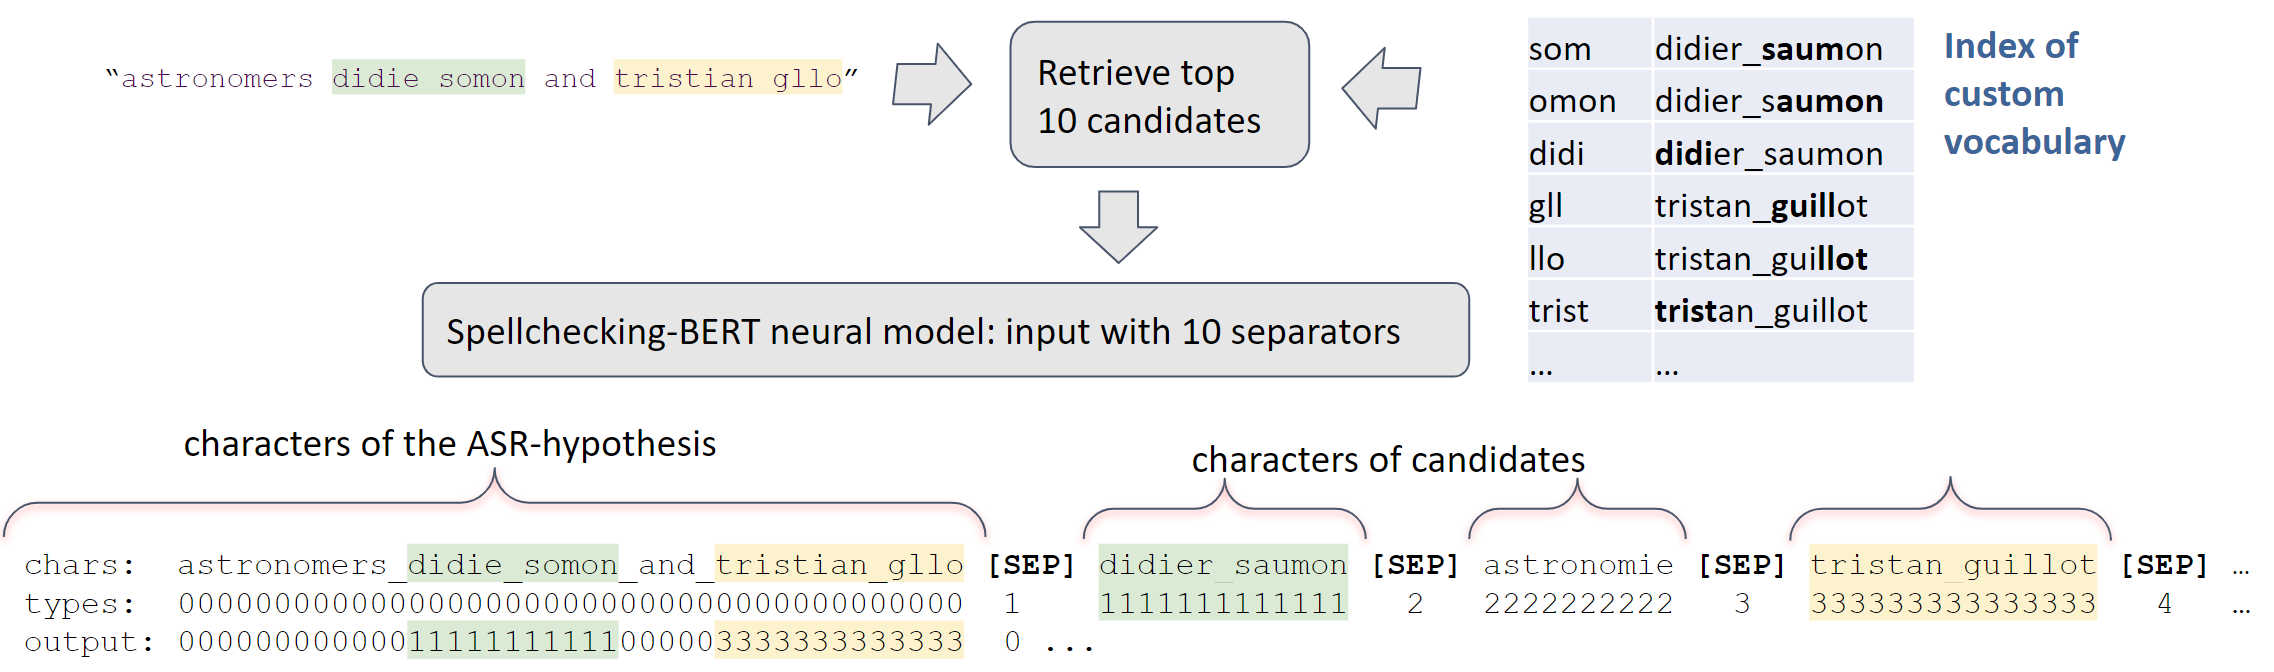 “astronomers didie somon and tristian gllo”
Retrieve top
10 candidates
som didier_saumon
omon didier_saumon
didi didier_saumon
gll tristan_guillot
llo tristan_guillot
trist tristan_guillot
... ...
Index of
custom
vocabulary
Spellchecking-BERT neural model: input with 10 separators
characters of the ASR-hypothesis
characters of candidates
chars: astronomers_didie_somon_and_tristian_gllo [SEP] didier_saumon [SEP] astronomie [SEP] tristan_guillot [SEP] ...
types: 00000000000000000000000000000000000000000 1 1111111111111 2 2222222222 3 333333333333333 4 ...
output: 00000000000011111111111000003333333333333 0 ...